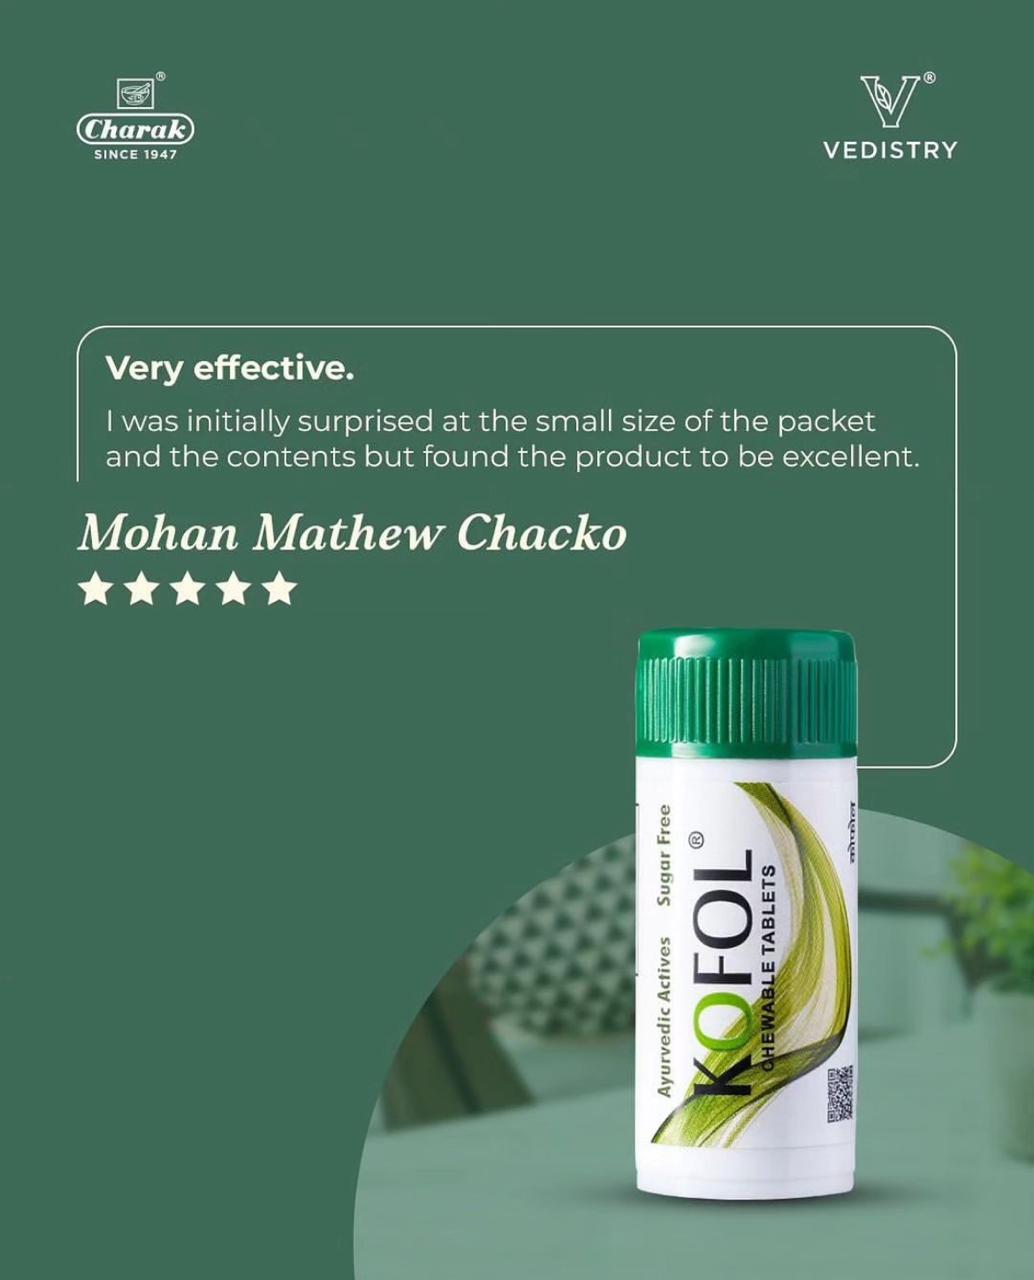 ®
Charak
SINCE 1947
V®
VEDISTRY
Very effective.
I was initially surprised at the small size of the packet
and the contents but found the product to be excellent.
Mohan Mathew Chacko
Ayurvedic Actives Sugar Free
KOFOL®
CHEWABLE TABLETS
कोफोल